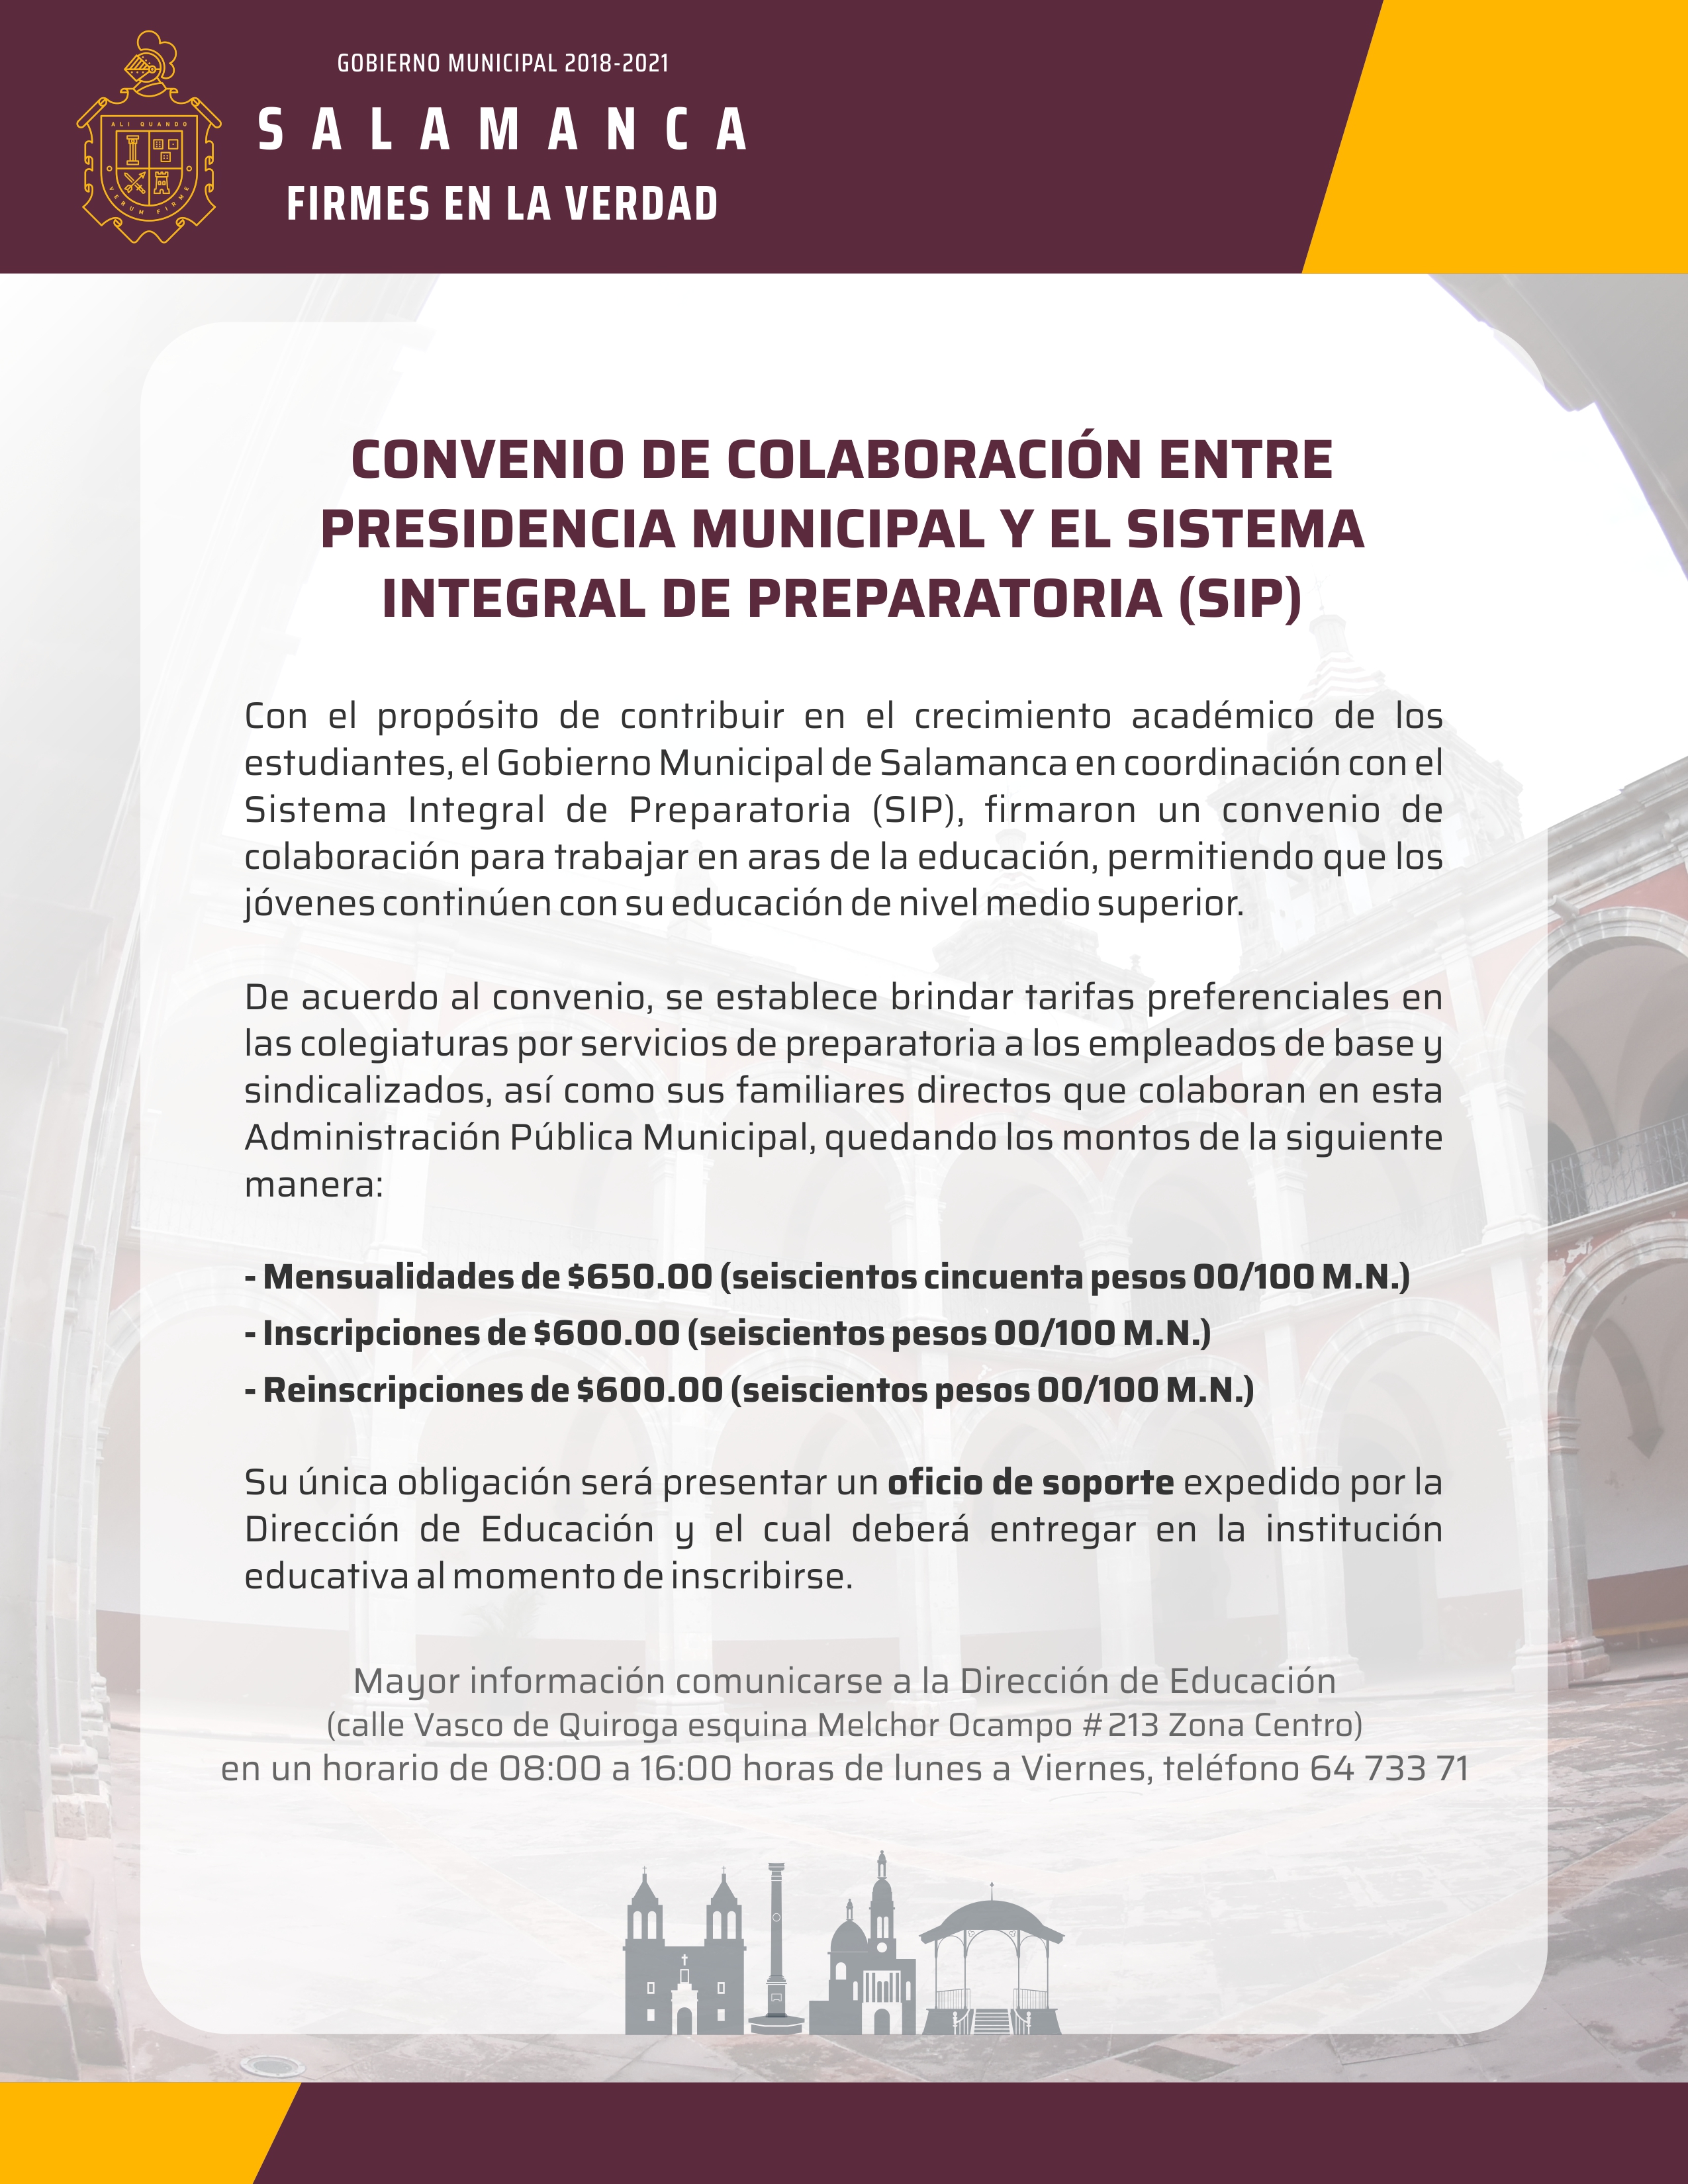 GOBIERNO MUNICIPAL 2018-2021
SALAMANCA
FIRMES EN LA VERDAD
ALI QUANDO
VERUM FIRME
CONVENIO DE COLABORACIÓN ENTRE
PRESIDENCIA MUNICIPAL Y EL SISTEMA
INTEGRAL DE PREPARATORIA (SIP)
Con el propósito de contribuir en el crecimiento académico de los
estudiantes, el Gobierno Municipal de Salamanca en coordinación con el
Sistema Integral de Preparatoria (SIP), firmaron un convenio de
colaboración para trabajar en aras de la educación, permitiendo que los
jóvenes continúen con su educación de nivel medio superior.
De acuerdo al convenio, se establece brindar tarifas preferenciales en
las colegiaturas por servicios de preparatoria a los empleados de base y
sindicalizados, así como sus familiares directos que colaboran en esta
Administración Pública Municipal, quedando los montos de la siguiente
manera:
- Mensualidades de $650.00 (seiscientos cincuenta pesos 00/100 M.N.)
- Inscripciones de $600.00 (seiscientos pesos 00/100 M.N.)
- Reinscripciones de $600.00 (seiscientos pesos 00/100 M.N.)
Su única obligación será presentar un oficio de soporte expedido por la
Dirección de Educación y el cual deberá entregar en la institución
educativa al momento de inscribirse.
Mayor información comunicarse a la Dirección de Educación
(calle Vasco de Quiroga esquina Melchor Ocampo #213 Zona Centro)
en un horario de 08:00 a 16:00 horas de lunes a Viernes, teléfono 64 733 71